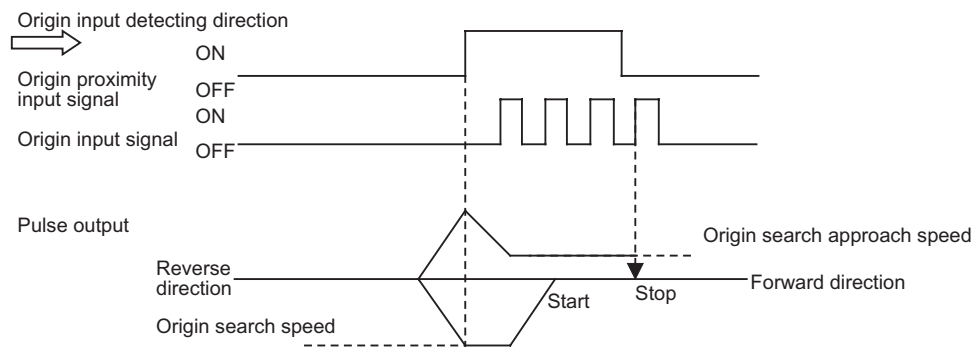 Origin input detecting direction
ON
Origin proximity
input signal
OFF
ON
Origin input signal
OFF
Pulse output
Origin search approach speed
Reverse
direction
Forward direction
Start
Stop
Origin search speed